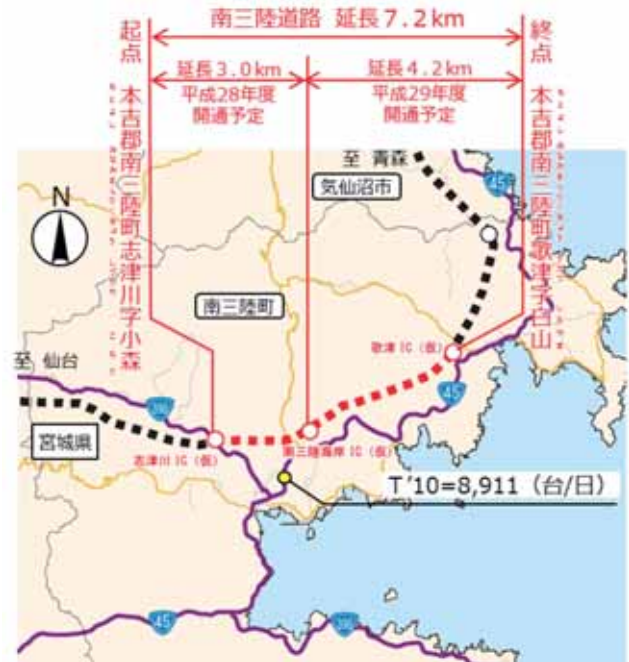 南三陸道路 延長7.2km
起点 本吉郡南三陸町志津川字小森
終点 本吉郡南三陸町歌津字白山
延長3.0km
平成28年度
開通予定
延長4.2km
平成29年度
開通予定
至 青森
45
気仙沼市
N
南三陸町
歌津IC(仮)
至 仙台
398
45
宮城県
志津川IC(仮)
南三陸海岸IC(仮)
T'10=8,911(台/日)
45
398